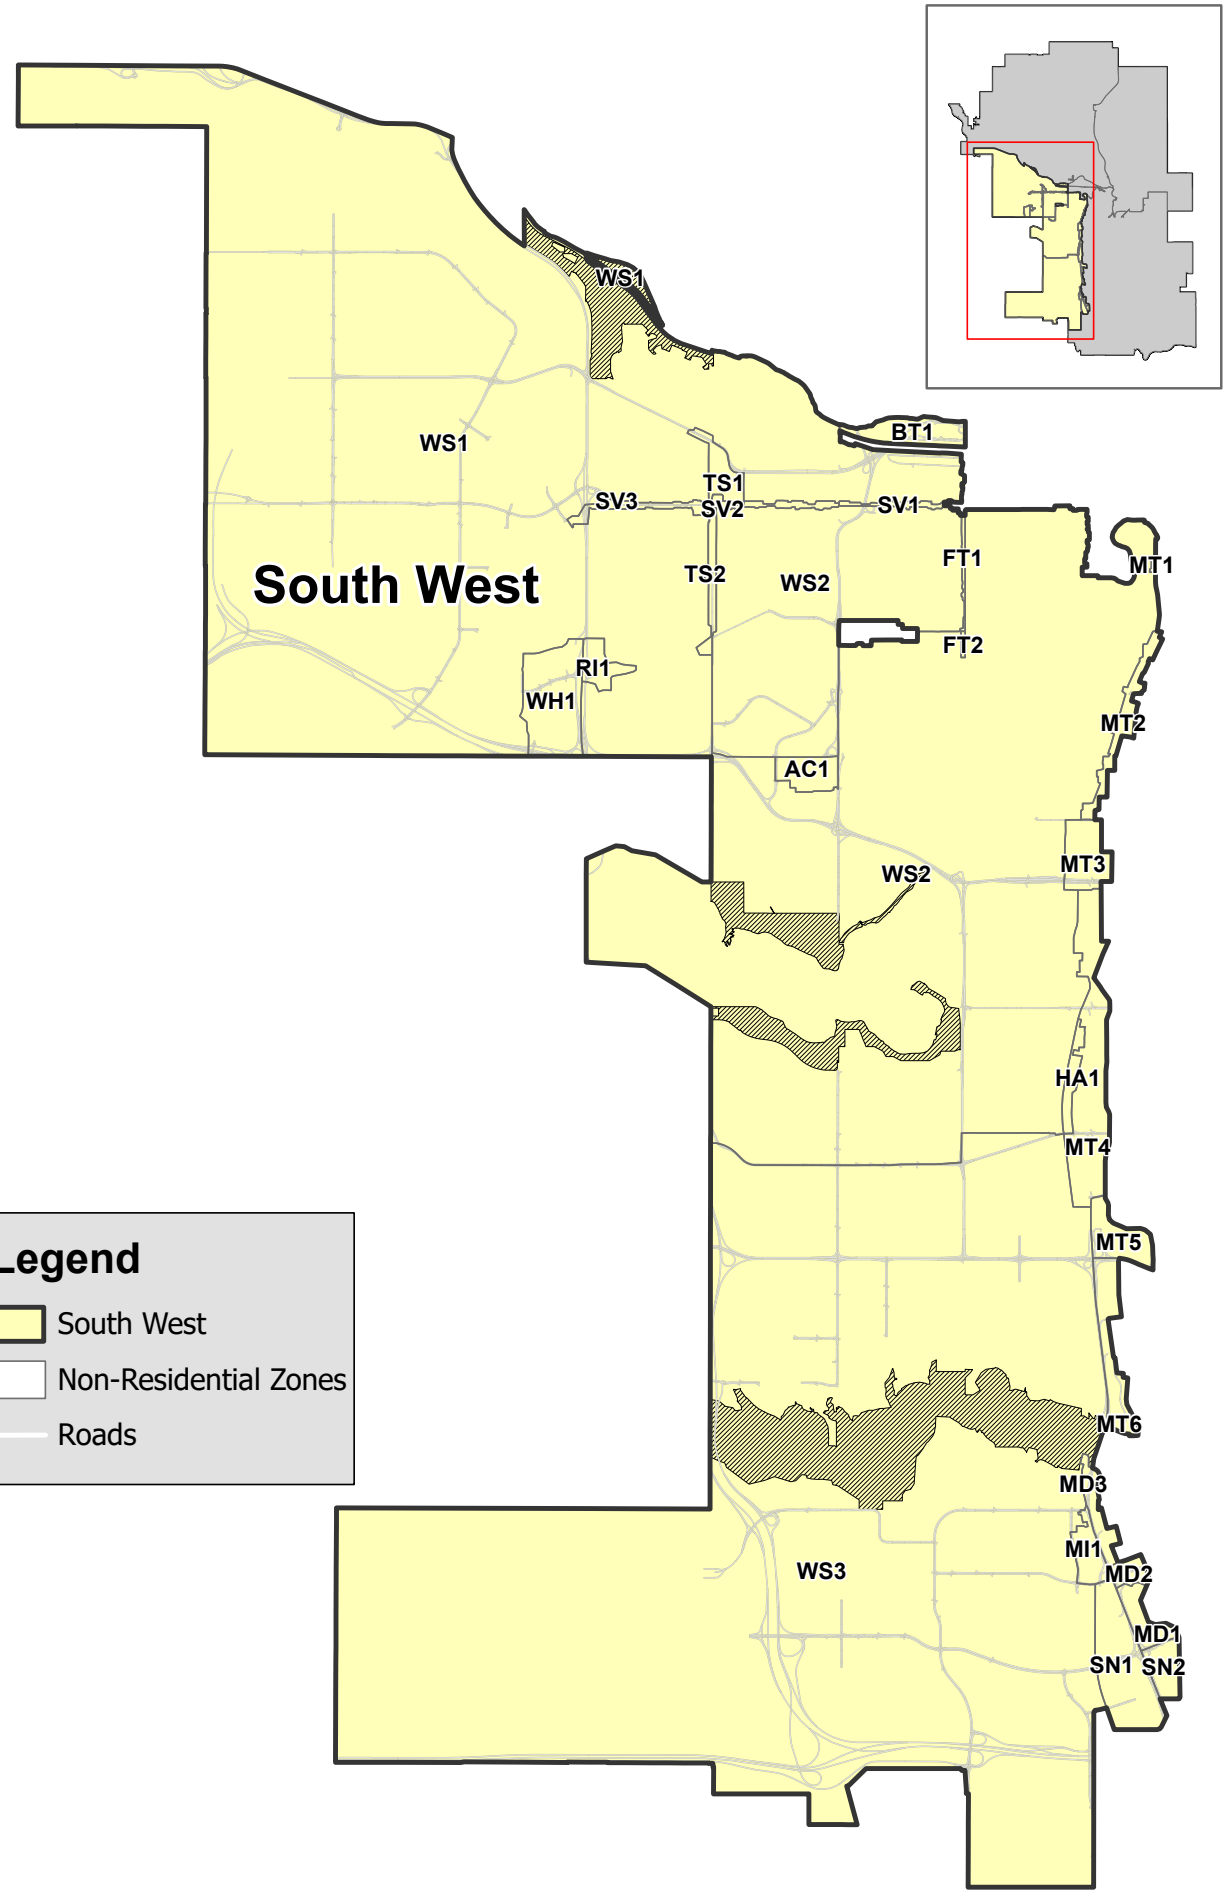 WS1
BT1
WS1
TS1
SV3
SV2
SV1
FT1
MT1
TS2
WS2
South West
FT2
RI1
WH1
MT2
AC1
MT3
WS2
HA1
MT4
MT5
Legend
South West
Non-Residential Zones
Roads
MT6
MD3
MI1
WS3
MD2
MD1
SN1
SN2